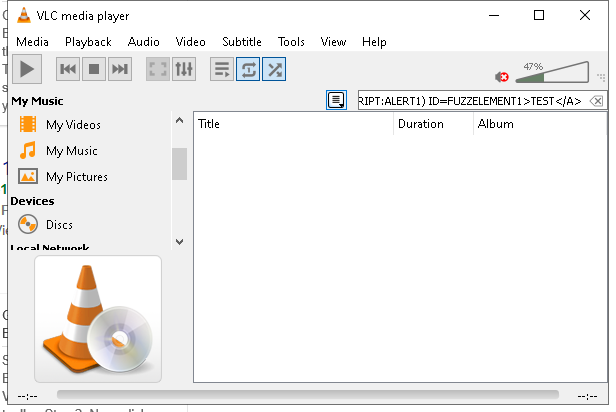 VLC media player
Media Playback Audio Video Subtitle Tools View Help
47%
My Music
RIPT:ALERT1) ID=FUZZELEMENT1>TEST</A>
My Videos
My Music
My Pictures
Devices
Discs
Local Network
Title Duration Album
--:-- --:--